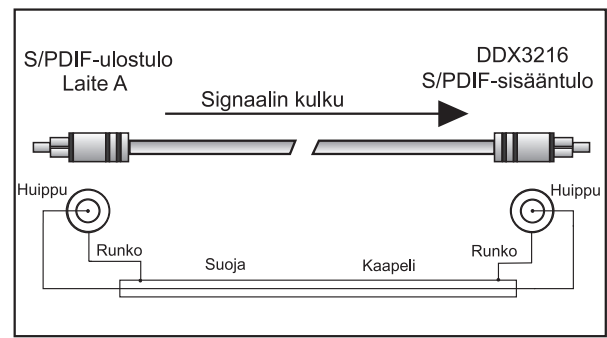 S/PDIF-ulostulo
Laite A
DDX3216
S/PDIF-sisääntulo
Signaalin kulku
Huippu
Huippu
Runko
Suoja
Kaapeli
Runko